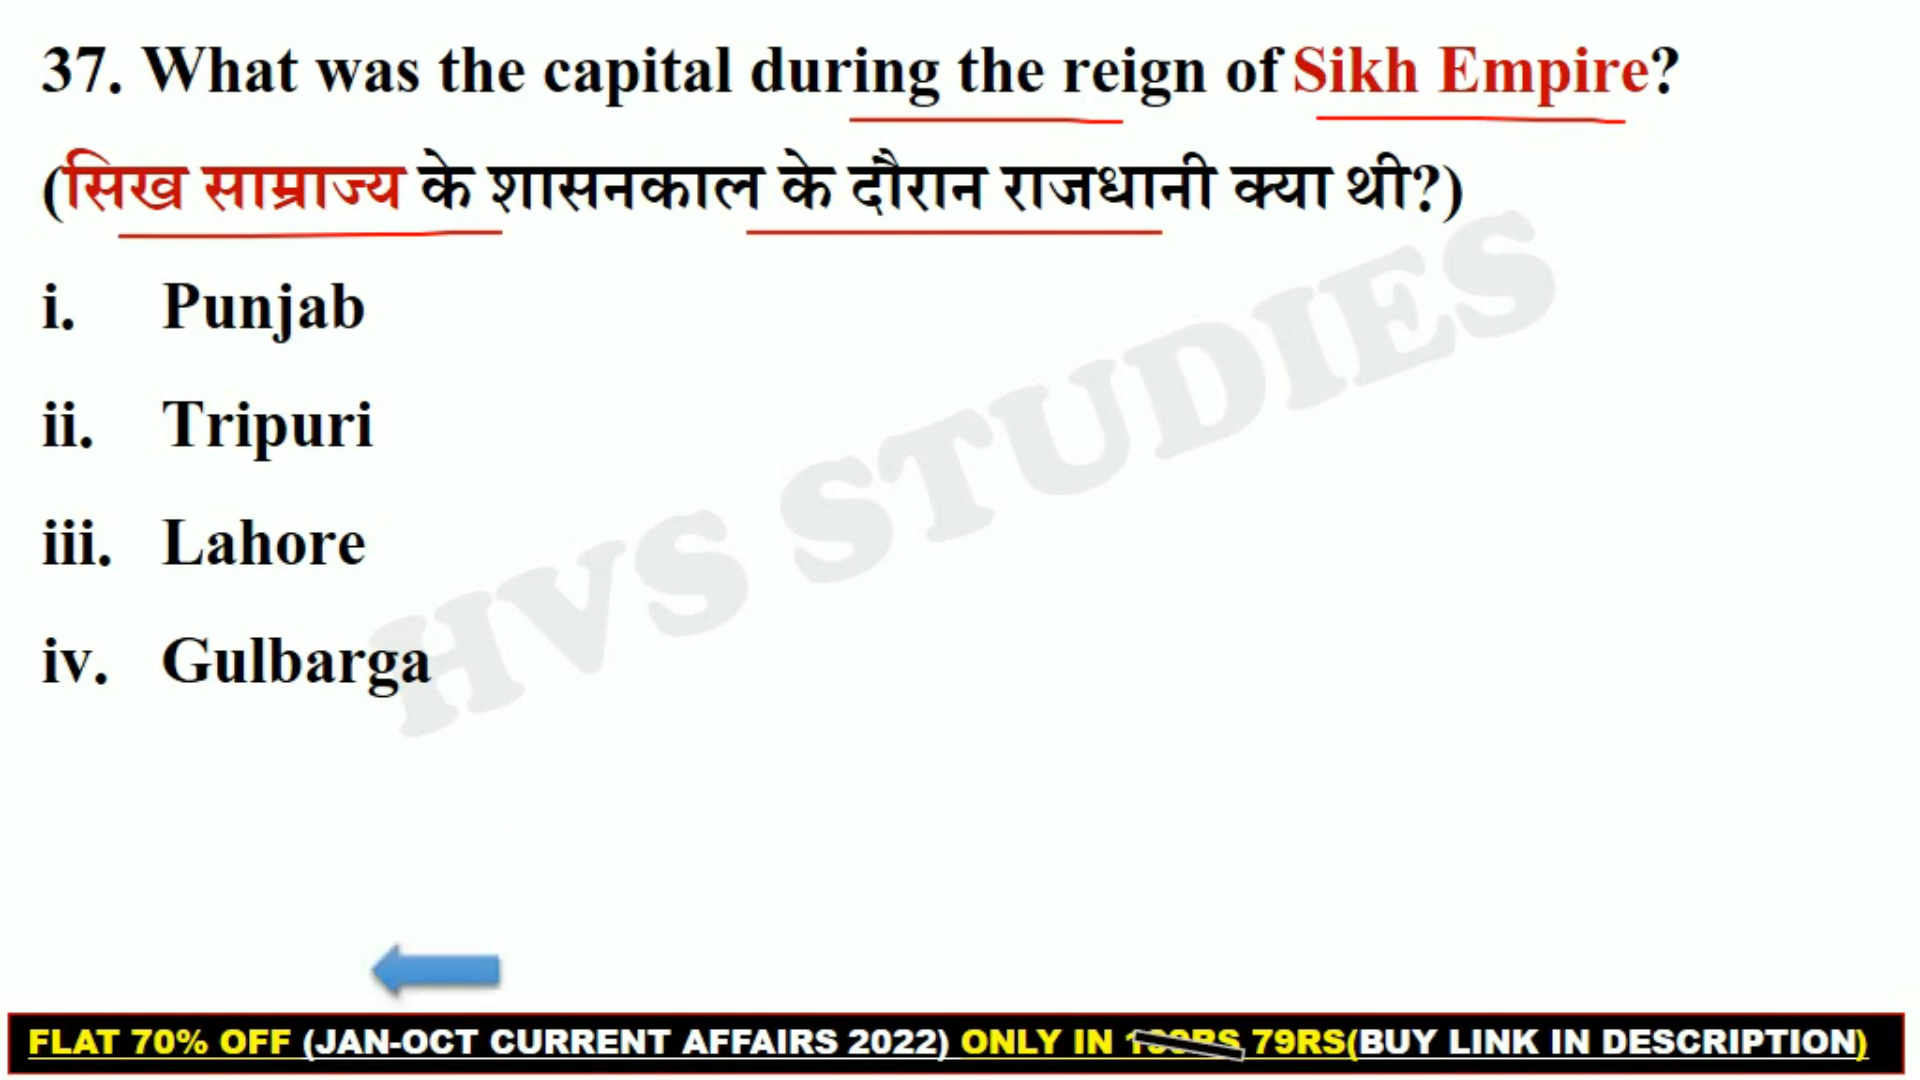 37. What was the capital during the reign of Sikh Empire?
(सिख साम्राज्य के शासनकाल के दौरान राजधानी क्या थी?)
i. Punjab
ii. Tripuri
iii. Lahore
iv. Gulbarga
HVS STUDIES
FLAT 70% OFF (JAN-OCT CURRENT AFFAIRS 2022) ONLY IN 79RS(BUY LINK IN DESCRIPTION)